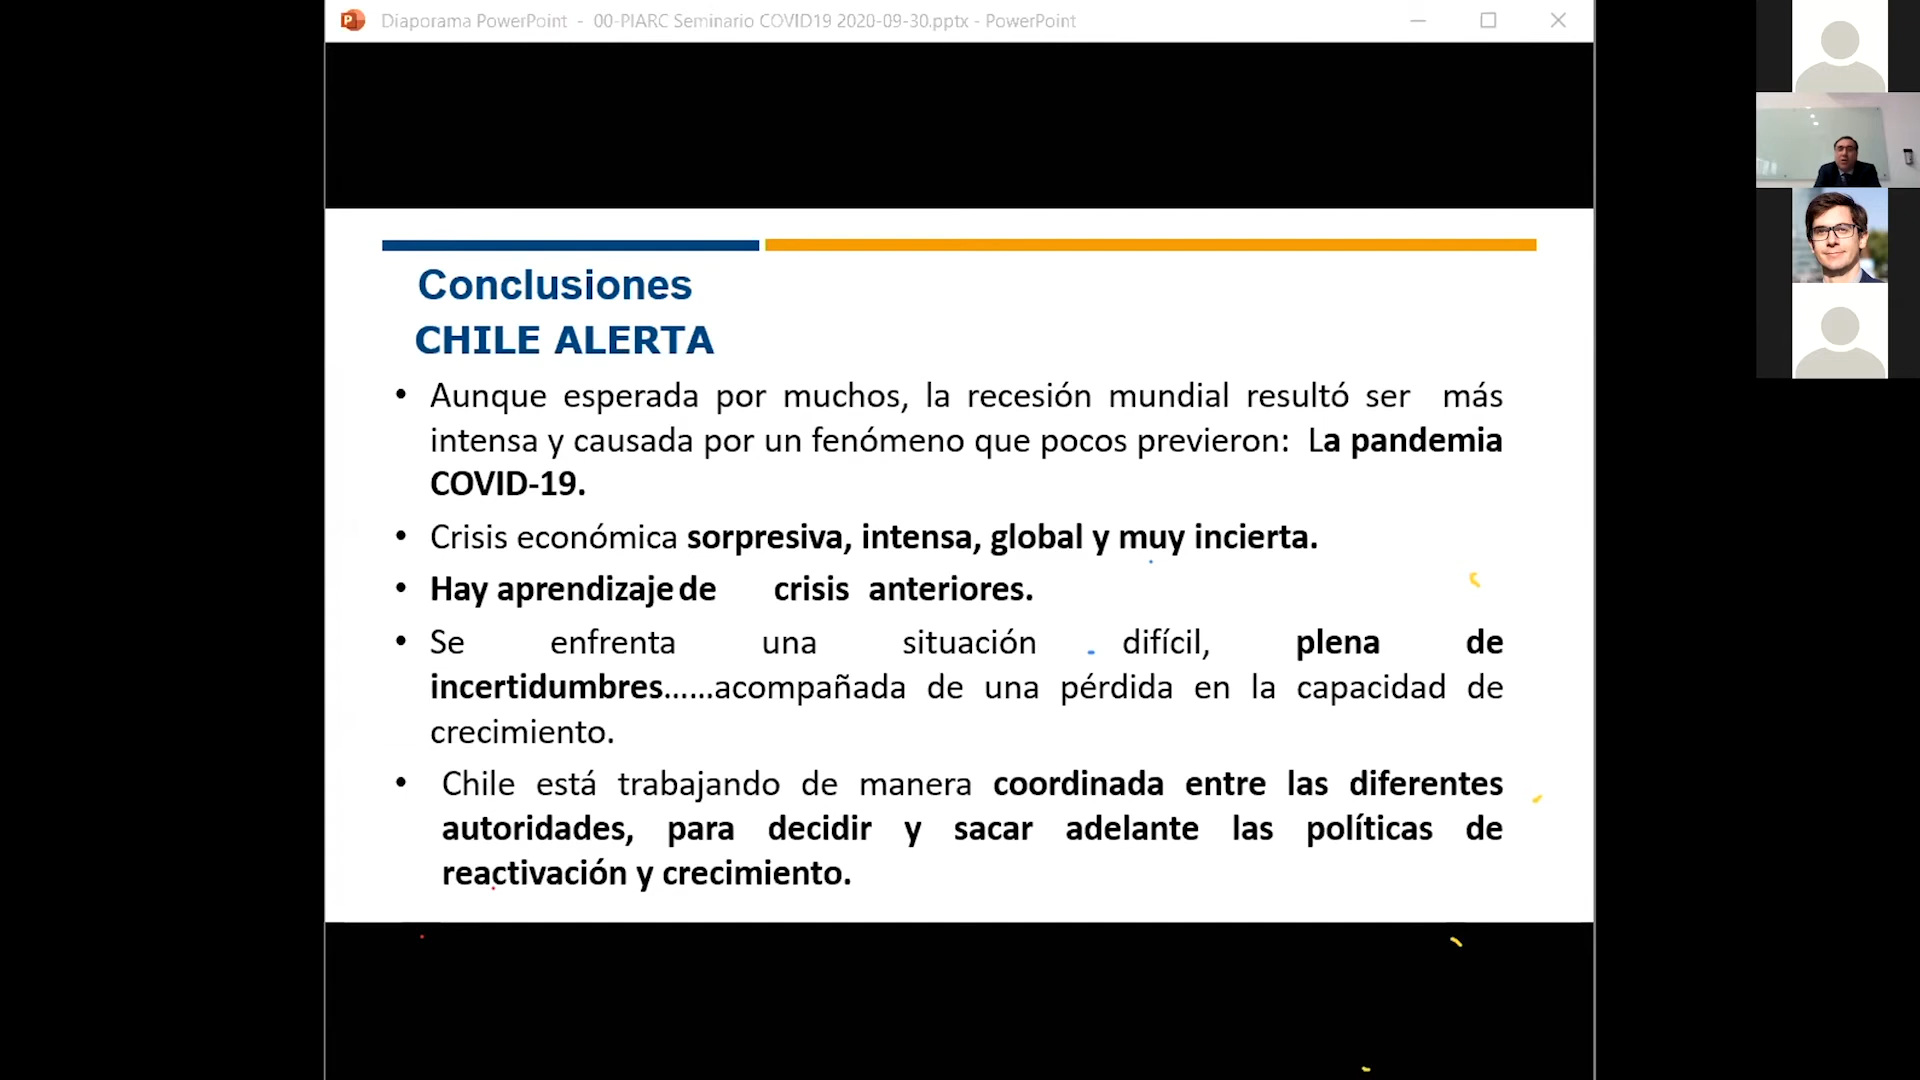 Diaporama PowerPoint - 00-PIARC Seminario COVID19 2020-09-30.pptx - PowerPoint
Conclusiones
CHILE ALERTA
• Aunque esperada por muchos, la recesión mundial resultó ser más
intensa y causada por un fenómeno que pocos previeron: La pandemia
COVID-19.
• Crisis económica sorpresiva, intensa, global y muy incierta.
• Hay aprendizaje de crisis anteriores.
• Se enfrenta una situación difícil, plena de
incertidumbres......acompañada de una pérdida en la capacidad de
crecimiento.
• Chile está trabajando de manera coordinada entre las diferentes
autoridades, para decidir y sacar adelante las políticas de
reactivación y crecimiento.